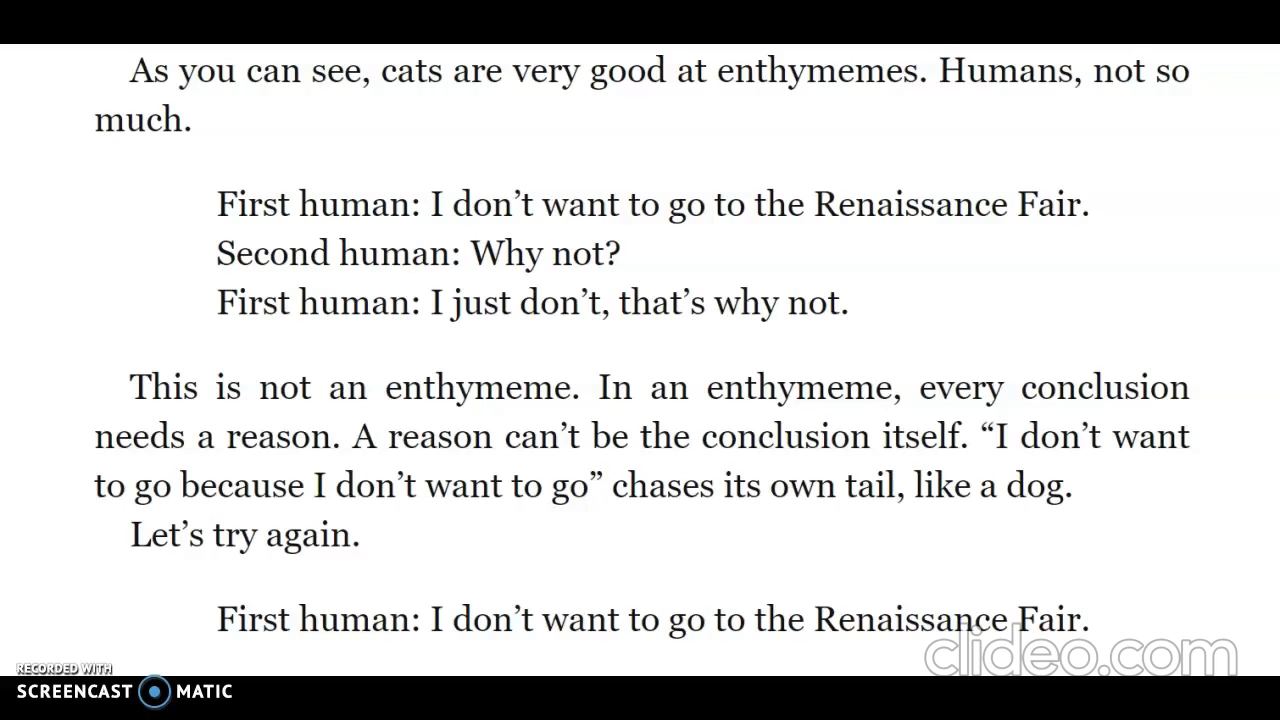 As you can see, cats are very good at enthymemes. Humans, not so
much.
First human: I don’t want to go to the Renaissance Fair.
Second human: Why not?
First human: I just don’t, that’s why not.
This is not an enthymeme. In an enthymeme, every conclusion
needs a reason. A reason can’t be the conclusion itself. “I don’t want
to go because I don’t want to go” chases its own tail, like a dog.
Let’s try again.
First human: I don’t want to go to the Renaissance Fair.
clideo.com
RECORDED WITH
SCREENCAST MATIC